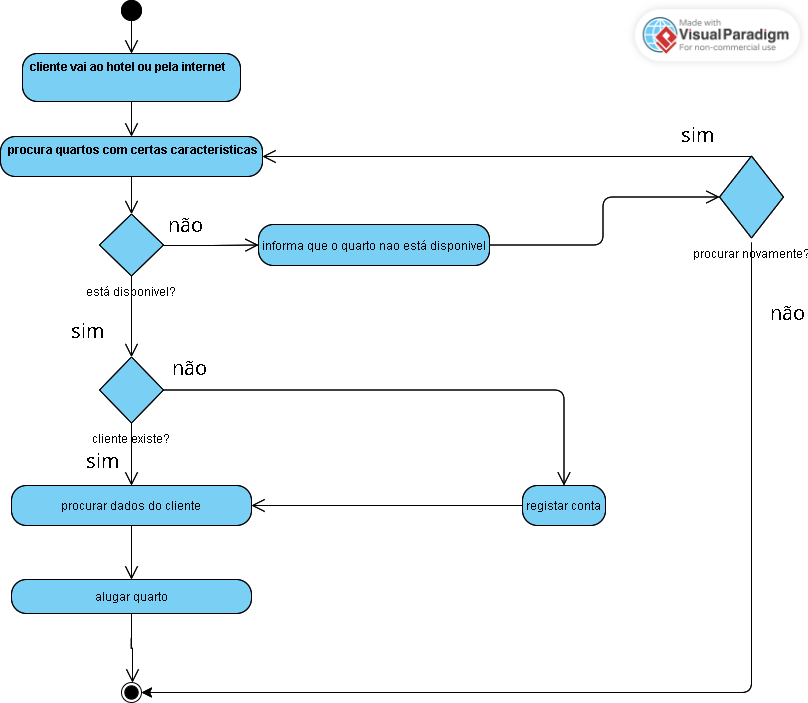 Made with
VisualParadigm
For non-commercial use
cliente vai ao hotel ou pela internet
procura quartos com certas caracteristicas
sim
não
informa que o quarto nao está disponivel
procurar novamente?
está disponivel?
não
sim
não
cliente existe?
sim
procurar dados do cliente
registar conta
alugar quarto